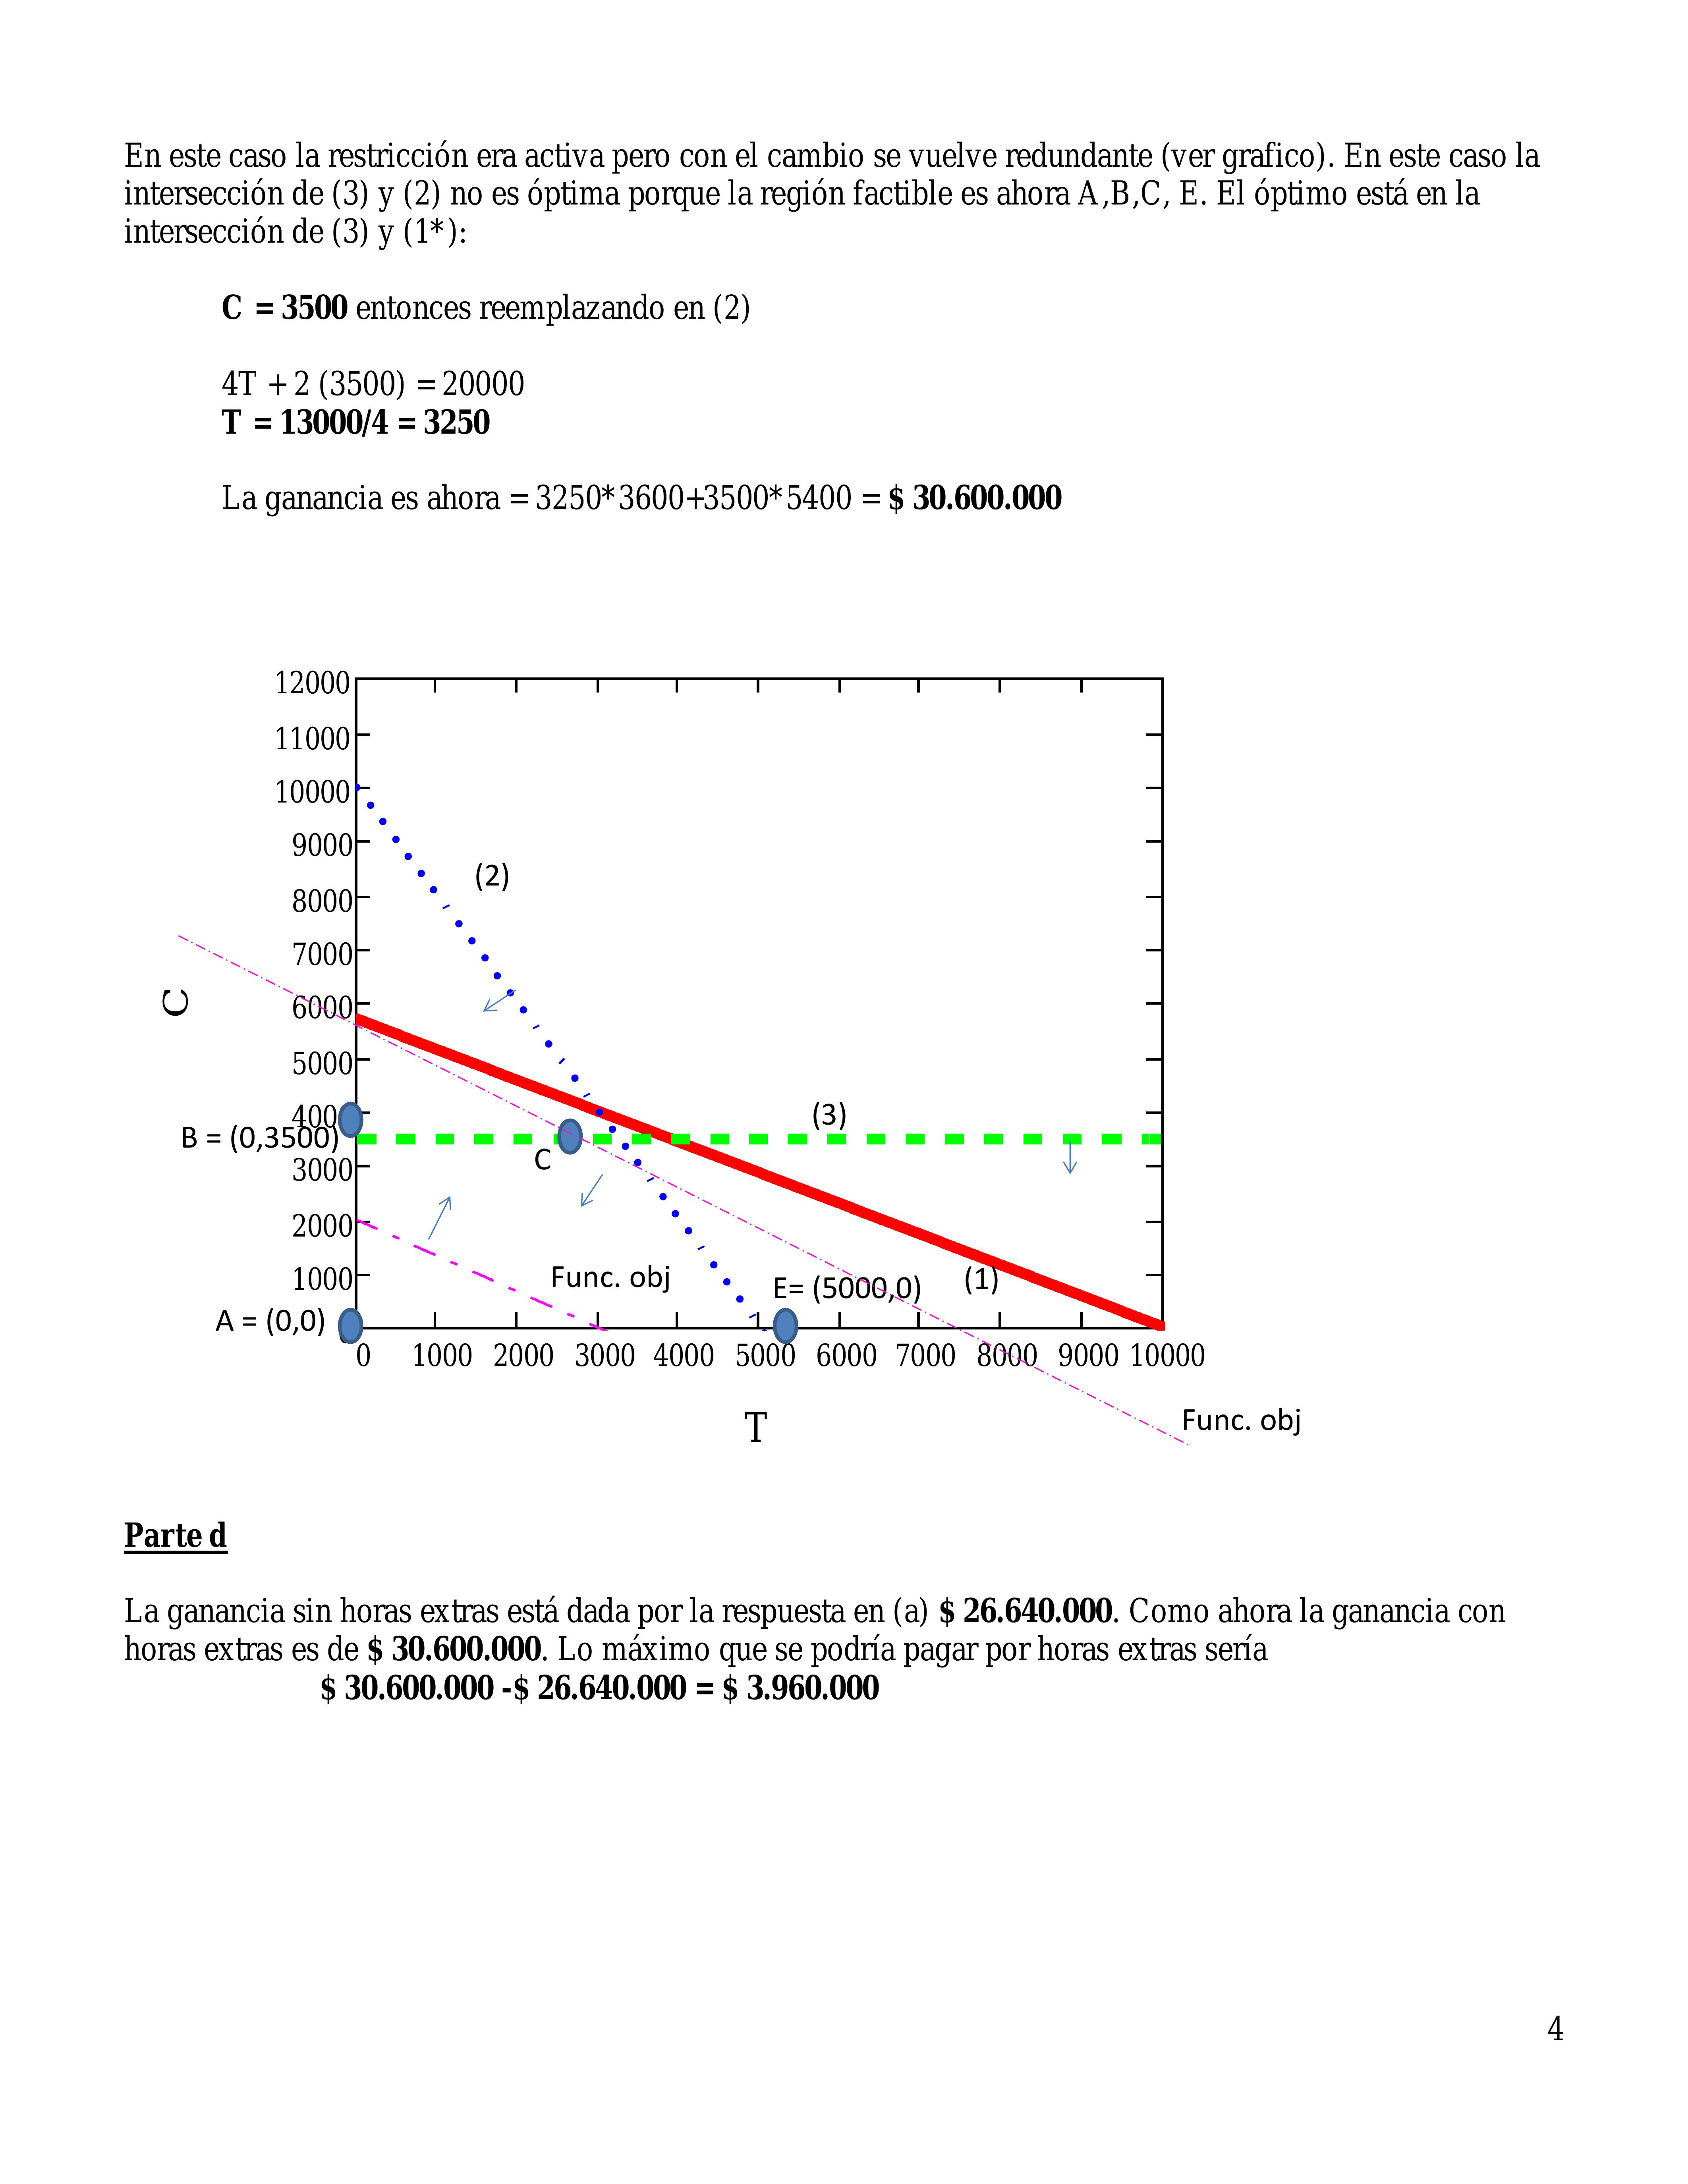 En este caso la restricción era activa pero con el cambio se vuelve redundante (ver grafico). En este caso la
intersección de (3) y (2) no es óptima porque la región factible es ahora A,B,C, E. El óptimo está en la
intersección de (3) y (1*):
C = 3500 entonces reemplazando en (2)
4T + 2 (3500) = 20000
T = 13000/4 = 3250
La ganancia es ahora = 3250*3600+3500*5400 = $ 30.600.000
12000
11000
10000
9000
(2)
8000
7000
C
6000
5000
400
(3)
B = (0,3500)
C
3000
2000
1000
Func. obj
E= (5000,0)
(1)
A = (0,0)
0 1000 2000 3000 4000 5000 6000 7000 8000 9000 10000
T
Func. obj
Parte d
La ganancia sin horas extras está dada por la respuesta en (a) $ 26.640.000. Como ahora la ganancia con
horas extras es de $ 30.600.000. Lo máximo que se podría pagar por horas extras sería
$ 30.600.000 -$ 26.640.000 = $ 3.960.000
4